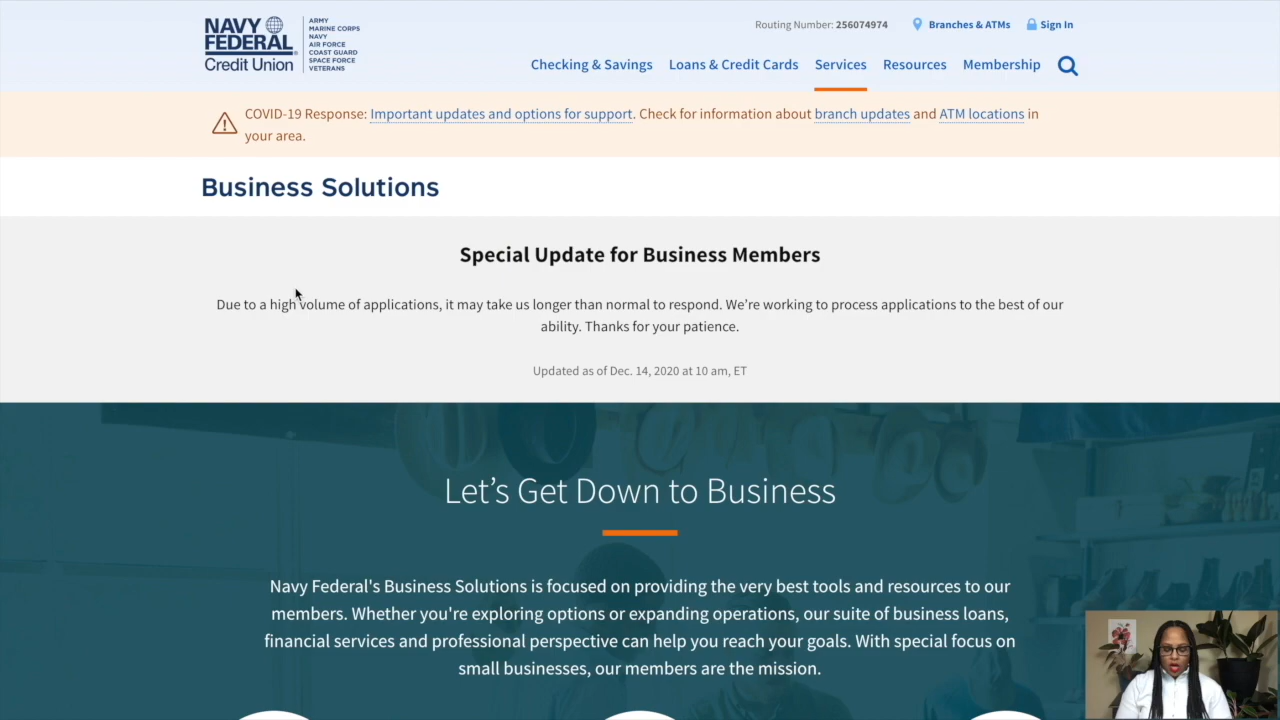 NAVY
FEDERAL
Credit Union
ARMY
MARINE CORPS
NAVY
AIR FORCE
COAST GUARD
SPACE FORCE
VETERANS
Routing Number: 256074974
Branches & ATMs
Sign In
Checking & Savings
Loans & Credit Cards
Services
Resources
Membership
COVID-19 Response: Important updates and options for support. Check for information about branch updates and ATM locations in
your area.
Business Solutions
Special Update for Business Members
Due to a high volume of applications, it may take us longer than normal to respond. We’re working to process applications to the best of our
ability. Thanks for your patience.
Updated as of Dec. 14, 2020 at 10 am, ET
Let’s Get Down to Business
Navy Federal's Business Solutions is focused on providing the very best tools and resources to our
members. Whether you're exploring options or expanding operations, our suite of business loans,
financial services and professional perspective can help you reach your goals. With special focus on
small businesses, our members are the mission.